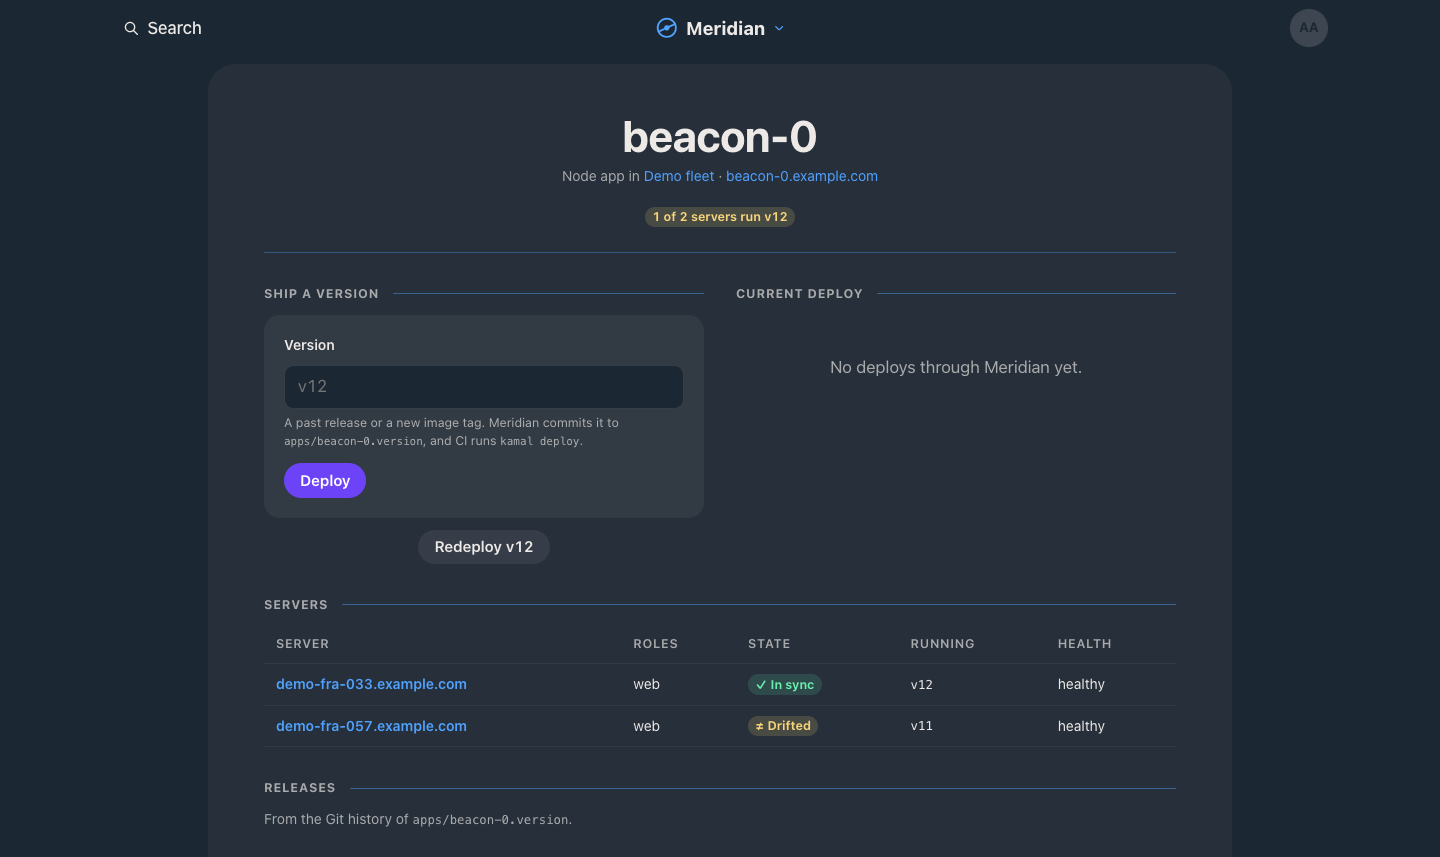 Search
Meridian
AA
beacon-0
Node app in Demo fleet · beacon-0.example.com
1 of 2 servers run v12
SHIP A VERSION
Version
v12
A past release or a new image tag. Meridian commits it to
apps/beacon-0.version, and CI runs kamal deploy.
Deploy
Redeploy v12
CURRENT DEPLOY
No deploys through Meridian yet.
SERVERS
SERVER ROLES STATE RUNNING HEALTH
demo-fra-033.example.com web ✓ In sync v12 healthy
demo-fra-057.example.com web ≠ Drifted v11 healthy
RELEASES
From the Git history of apps/beacon-0.version.